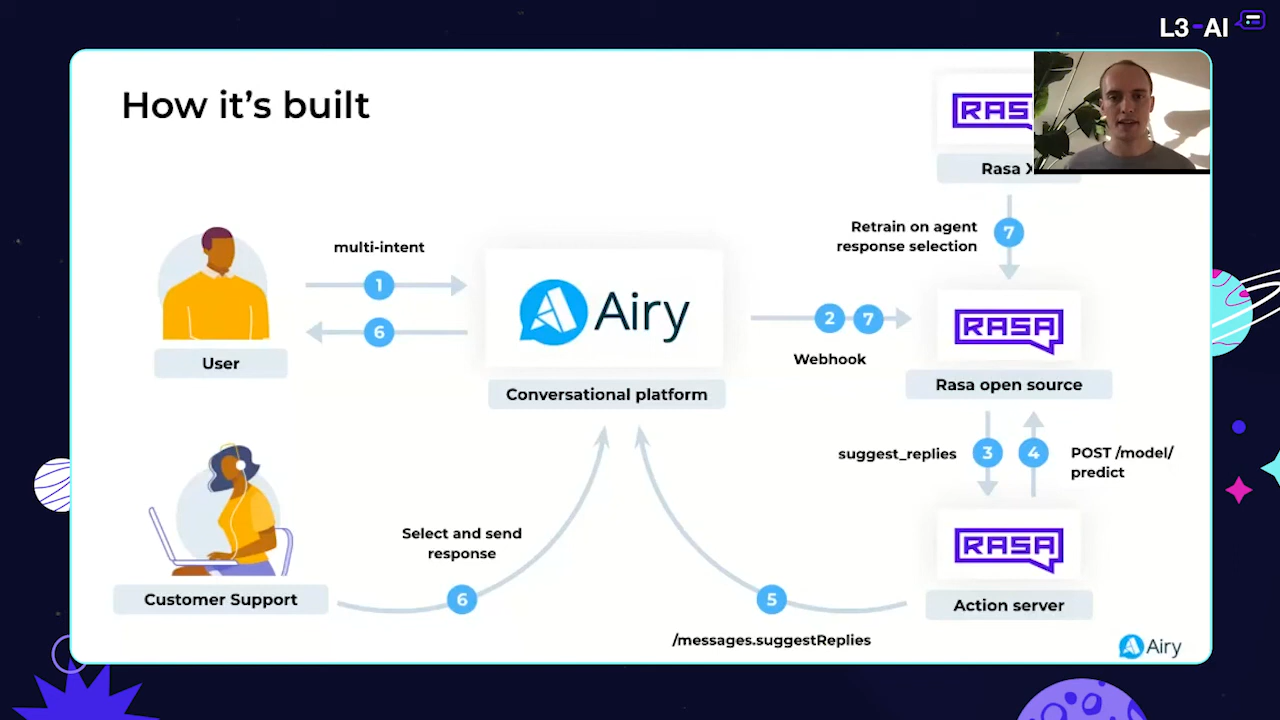 L3-AI
How it's built
RAS
Rasa X
Retrain on agent
response selection
7
multi-intent
1
6
User
Airy
Conversational platform
2 7
Webhook
RASA
Rasa open source
suggest_replies
3
4
POST /model/
predict
Select and send
response
6
Customer Support
5
/messages.suggestReplies
RASA
Action server
Airy